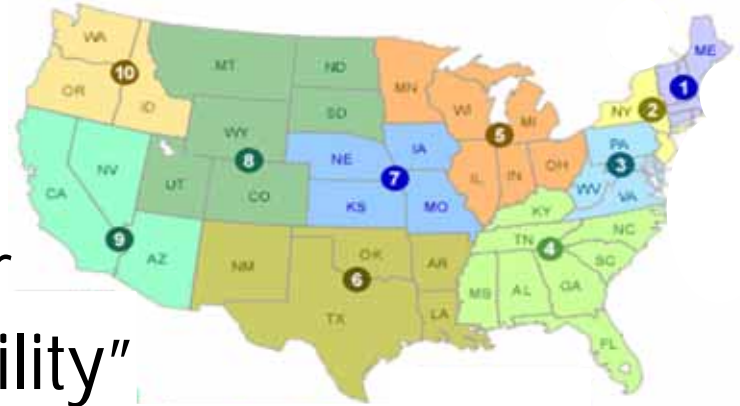 WA
MT
ND
MN
ME
1
10
OR
ID
SD
WI
MI
NY
2
5
WY
8
NE
IA
PA
3
NV
7
IL
IN
OH
WV
VA
CA
UT
CO
KS
MO
KY
9
AZ
NM
OK
6
AR
TN
4
NC
SC
MS
AL
GA
TX
LA
FL
r
ility"